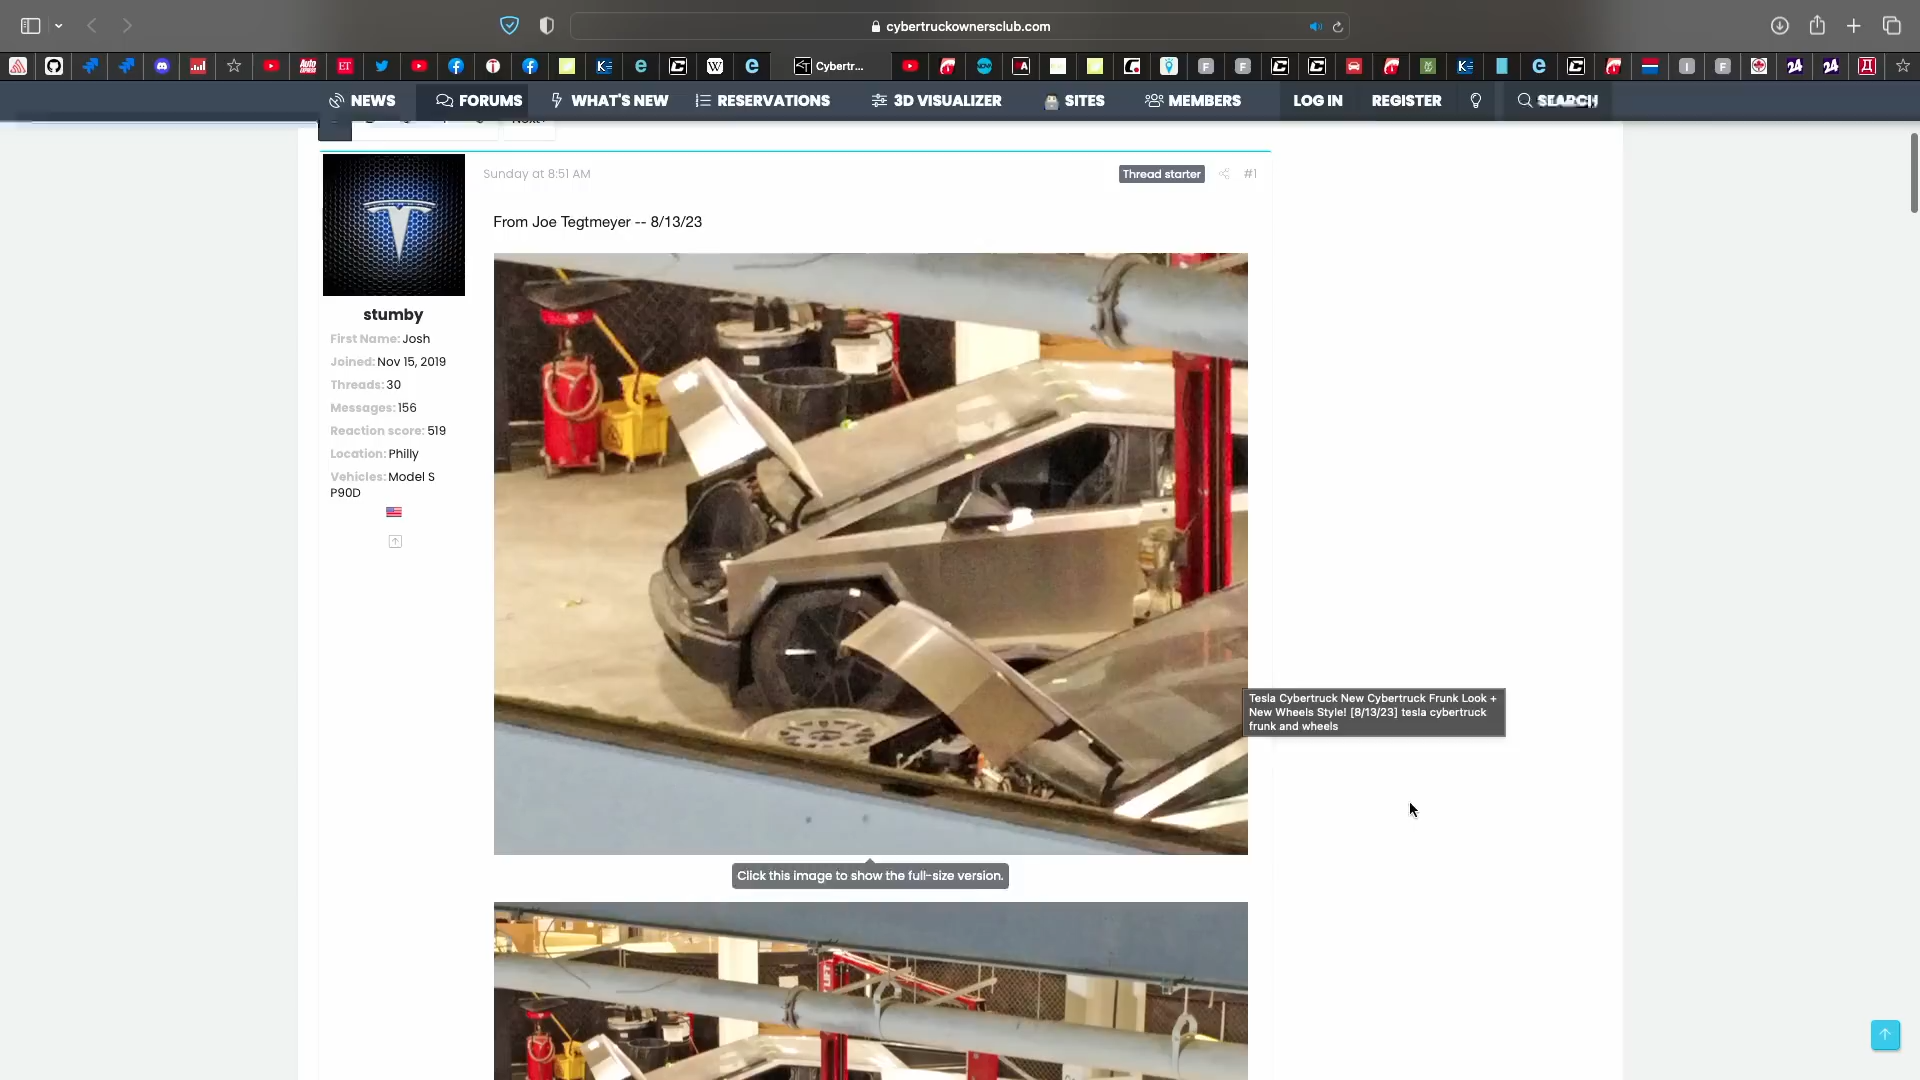 cybertruckownersclub.com
Cybertr...
NEWS
FORUMS
WHAT'S NEW
RESERVATIONS
3D VISUALIZER
SITES
MEMBERS
LOG IN
REGISTER
SEARCH
Sunday at 8:51 AM
Thread starter
#1
From Joe Tegtmeyer -- 8/13/23
stumby
First Name: Josh
Joined: Nov 15, 2019
Threads: 30
Messages: 156
Reaction score: 519
Location: Philly
Vehicles: Model S
P90D
Tesla Cybertruck New Cybertruck Frunk Look +
New Wheels Style! [8/13/23] tesla cybertruck
frunk and wheels
Click this image to show the full-size version.